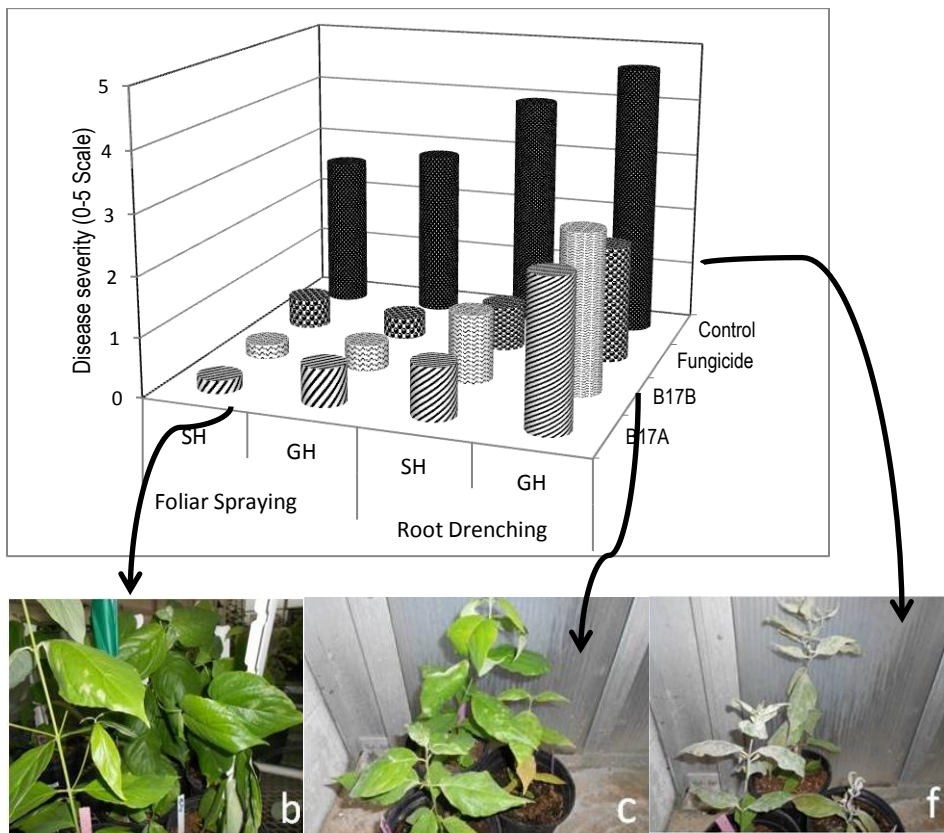 5
4
3
2
1
0
Disease severity (0-5 Scale)
Control
Fungicide
B17B
B17A
SH
GH
SH
GH
Foliar Spraying
Root Drenching
b
c
f